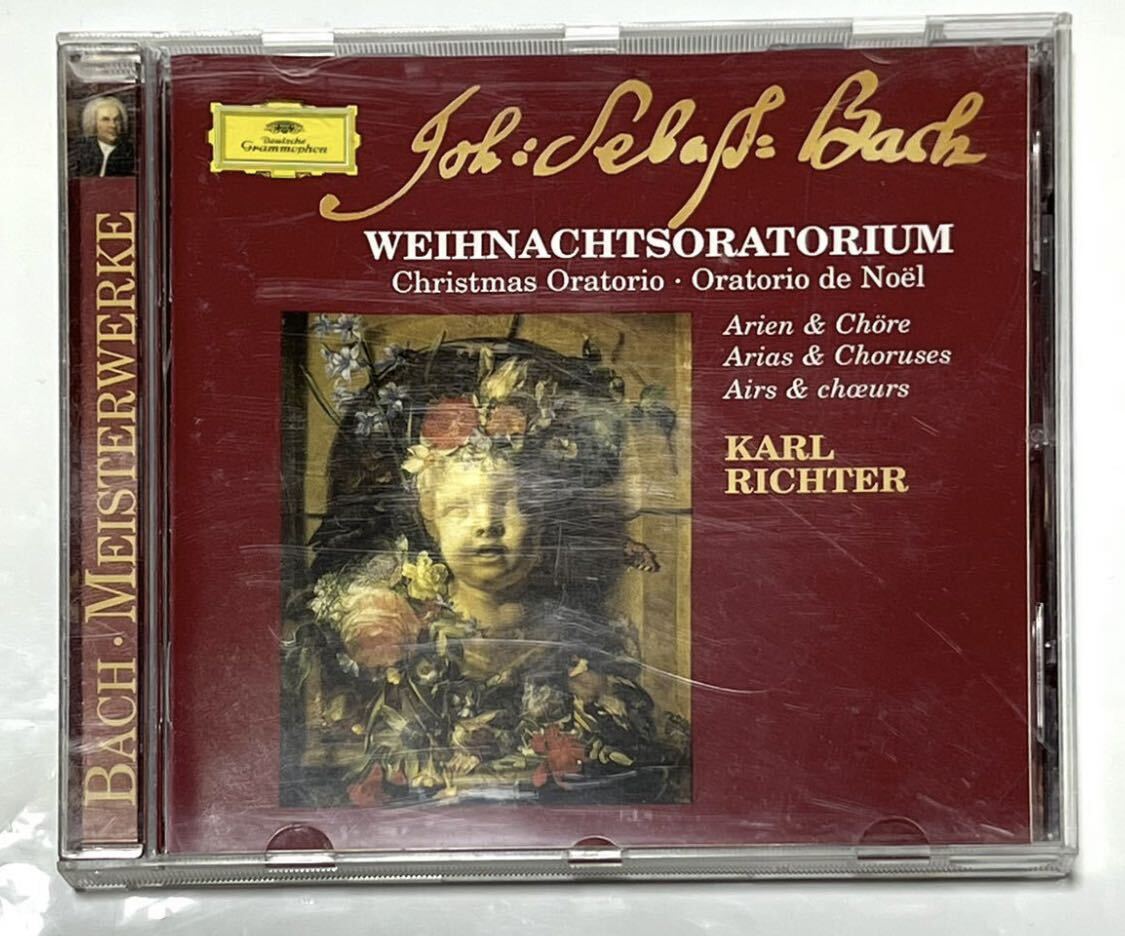 BACH · MEISTERWERKE
Deutsche
Grammophon
Joh: Sebaſt: Bach
WEIHNACHTSORATORIUM
Christmas Oratorio · Oratorio de Noël
Arien & Chöre
Arias & Choruses
Airs & chœurs
KARL
RICHTER